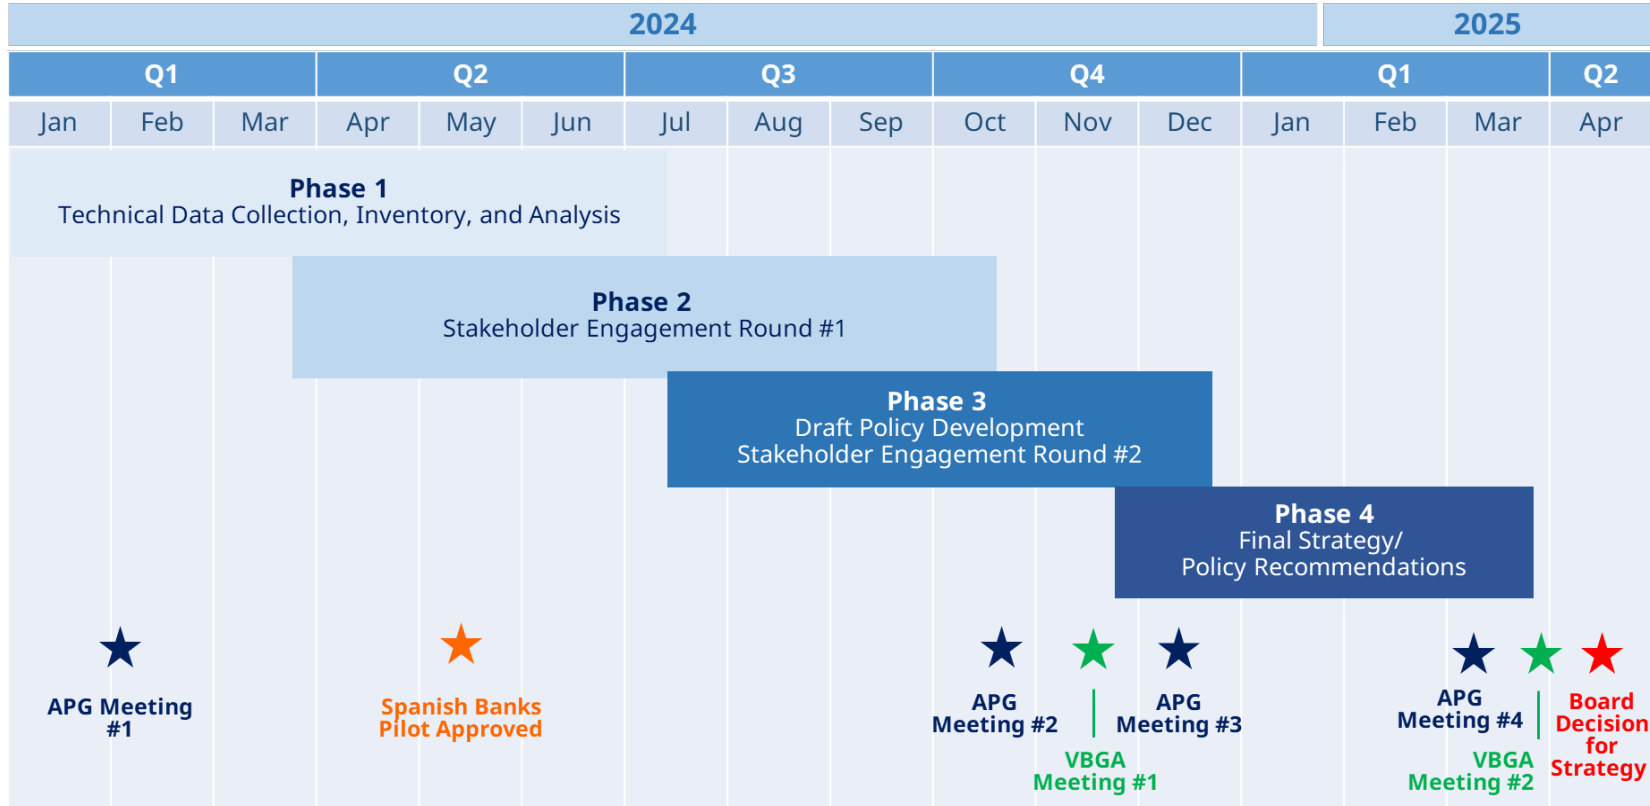 2024 2025
Q1 Q2 Q3 Q4 Q1 Q2
Jan Feb Mar Apr May Jun Jul Aug Sep Oct Nov Dec Jan Feb Mar Apr
Phase 1
Technical Data Collection, Inventory, and Analysis
Phase 2
Stakeholder Engagement Round #1
Phase 3
Draft Policy Development
Stakeholder Engagement Round #2
Phase 4
Final Strategy/
Policy Recommendations
APG Meeting
#1
Spanish Banks
Pilot Approved
APG
Meeting #2
VBGA
Meeting #1
APG
Meeting #3
APG
Meeting #4
VBGA
Meeting #2
Board
Decision
for
Strategy